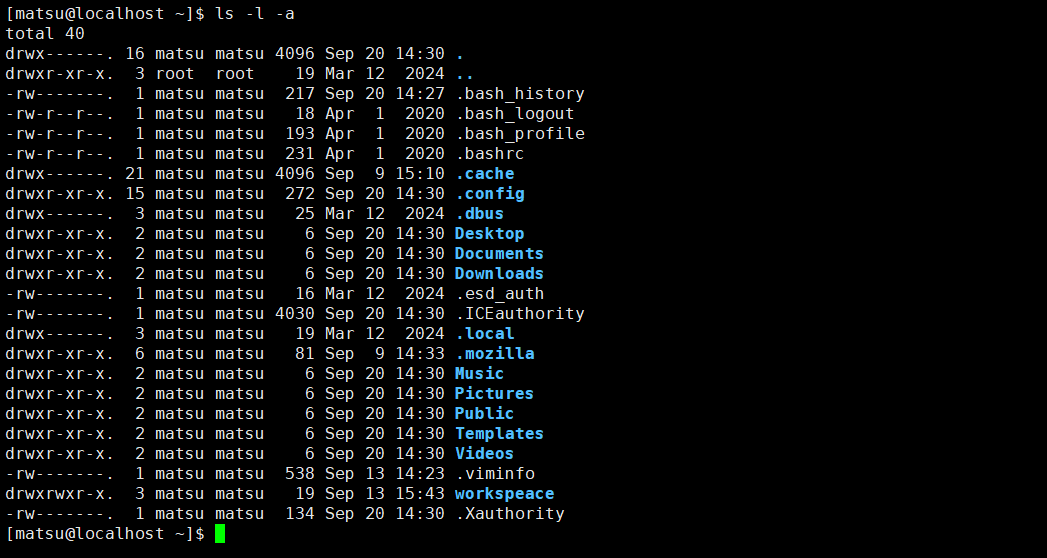 [matsu@localhost ~]$ ls -l -a
total 40
drwx------. 16 matsu matsu 4096 Sep 20 14:30 .
drwxr-xr-x.  3 root  root    19 Mar 12  2024 ..
-rw-------.  1 matsu matsu  217 Sep 20 14:27 .bash_history
-rw-r--r--.  1 matsu matsu   18 Apr  1  2020 .bash_logout
-rw-r--r--.  1 matsu matsu  193 Apr  1  2020 .bash_profile
-rw-r--r--.  1 matsu matsu  231 Apr  1  2020 .bashrc
drwx------. 21 matsu matsu 4096 Sep  9 15:10 .cache
drwxr-xr-x. 15 matsu matsu  272 Sep 20 14:30 .config
drwx------.  3 matsu matsu   25 Mar 12  2024 .dbus
drwxr-xr-x.  2 matsu matsu    6 Sep 20 14:30 Desktop
drwxr-xr-x.  2 matsu matsu    6 Sep 20 14:30 Documents
drwxr-xr-x.  2 matsu matsu    6 Sep 20 14:30 Downloads
-rw-------.  1 matsu matsu   16 Mar 12  2024 .esd_auth
-rw-------.  1 matsu matsu 4030 Sep 20 14:30 .ICEauthority
drwx------.  3 matsu matsu   19 Mar 12  2024 .local
drwxr-xr-x.  6 matsu matsu   81 Sep  9 14:33 .mozilla
drwxr-xr-x.  2 matsu matsu    6 Sep 20 14:30 Music
drwxr-xr-x.  2 matsu matsu    6 Sep 20 14:30 Pictures
drwxr-xr-x.  2 matsu matsu    6 Sep 20 14:30 Public
drwxr-xr-x.  2 matsu matsu    6 Sep 20 14:30 Templates
drwxr-xr-x.  2 matsu matsu    6 Sep 20 14:30 Videos
-rw-------.  1 matsu matsu  538 Sep 13 14:23 .viminfo
drwxrwxr-x.  3 matsu matsu   19 Sep 13 15:43 workspeace
-rw-------.  1 matsu matsu  134 Sep 20 14:30 .Xauthority
[matsu@localhost ~]$